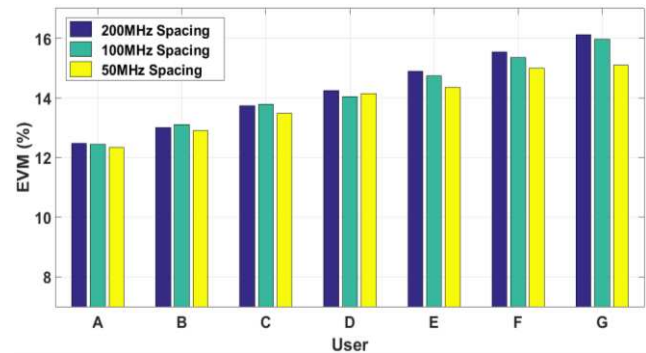 200MHz Spacing
100MHz Spacing
50MHz Spacing
16
14
12
10
8
EVM (%)
A B C D E F G
User